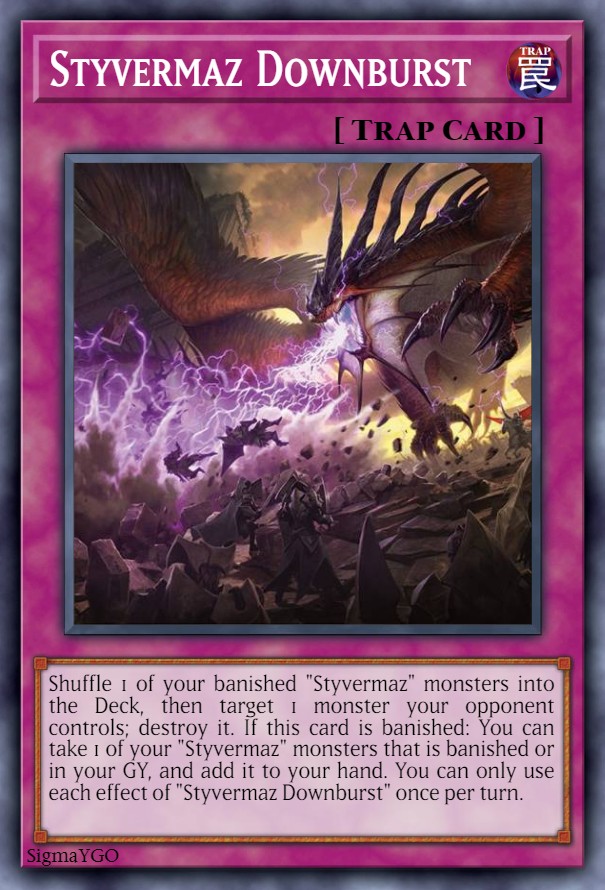 Styvermaz Downburst
TRAP
罠
[ Trap Card ]
Shuffle 1 of your banished "Styvermaz" monsters into
the Deck, then target 1 monster your opponent
controls; destroy it. If this card is banished: You can
take 1 of your "Styvermaz" monsters that is banished or
in your GY, and add it to your hand. You can only use
each effect of "Styvermaz Downburst" once per turn.
SigmaYGO